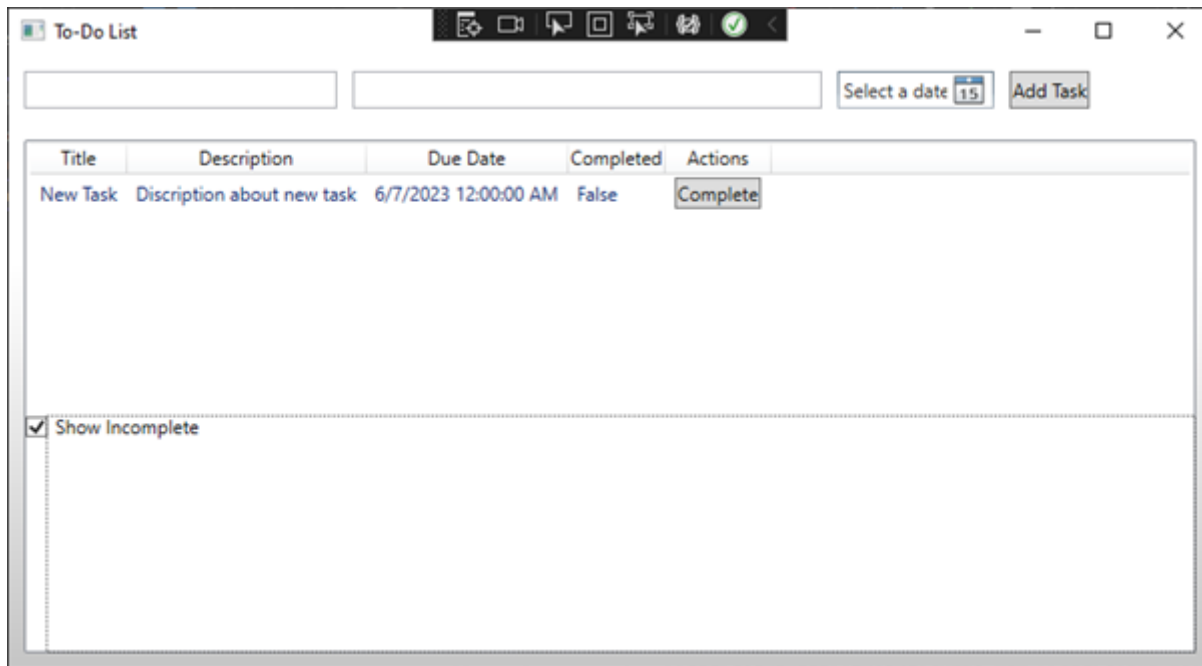 To-Do List
Select a date 15 Add Task
Title Description Due Date Completed Actions
New Task Discription about new task 6/7/2023 12:00:00 AM False Complete
Show Incomplete